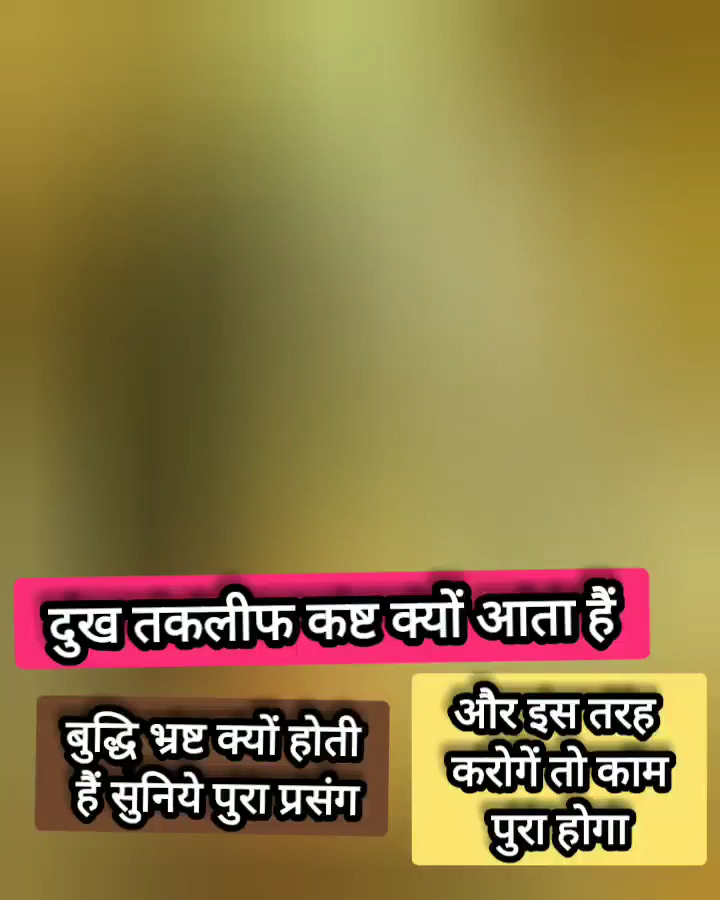 दुख तकलीफ कष्ट क्यों आता हैं
बुद्धि भ्रष्ट क्यों होती
हैं सुनिये पुरा प्रसंग
और इस तरह
करोगें तो काम
पुरा होगा